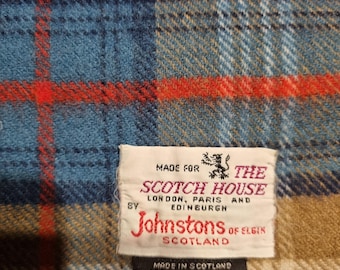 MADE FOR THE
SCOTCH HOUSE
LONDON, PARIS AND
EDINBURGH
BY Johnstons OF ELGIN
SCOTLAND
MADE IN SCOTLAND